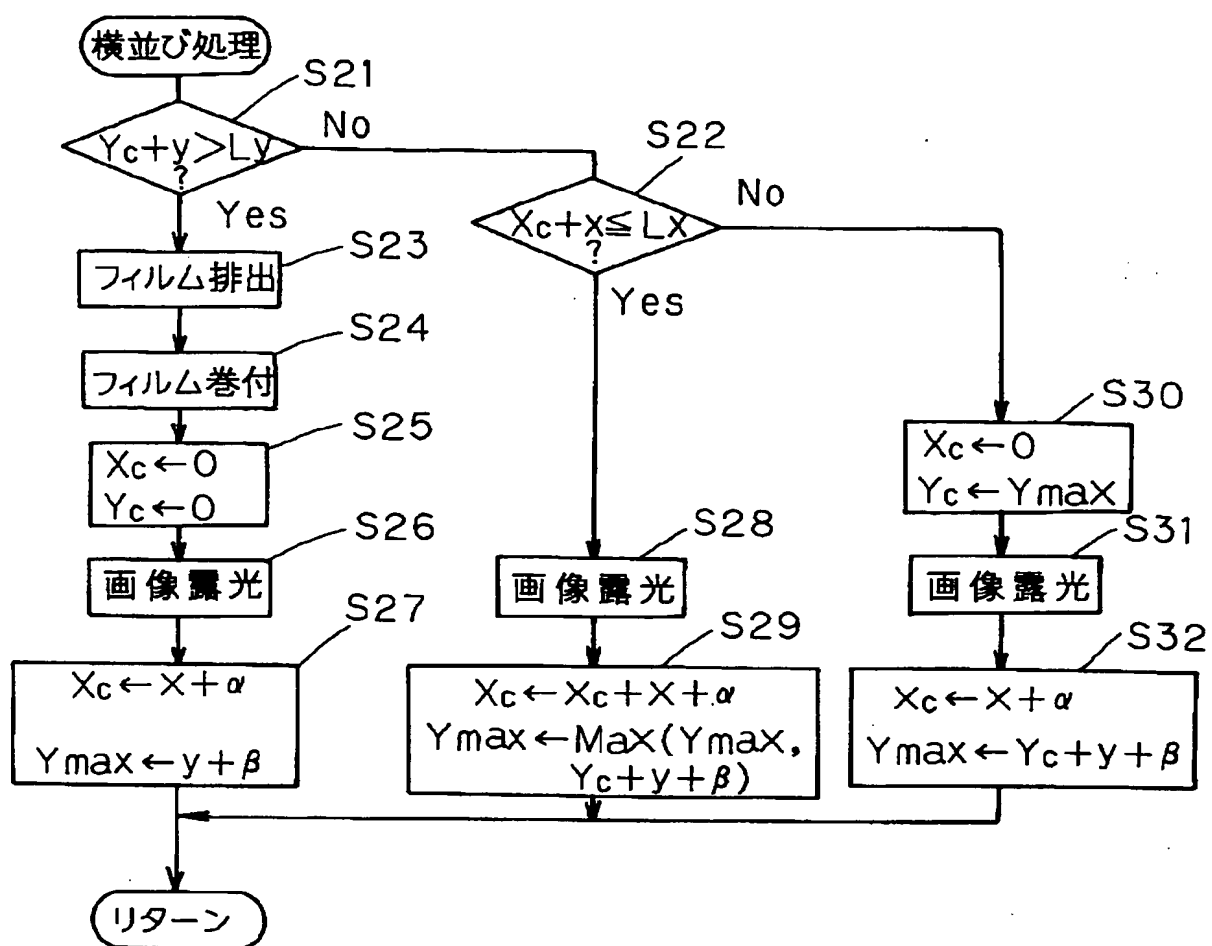 横並び処理
S21
Yc+y>Ly
?
No
Yes
S22
Xc+x≦Lx
?
No
Yes
S23
フィルム排出
S24
フィルム巻付
S25
Xc←0
Yc←0
S26
画像露光
S27
Xc←x+α
Ymax←y+β
S28
画像露光
S29
Xc←Xc+x+α
Ymax←Max(Ymax,
Yc+y+β)
S30
Xc←0
Yc←Ymax
S31
画像露光
S32
Xc←x+α
Ymax←Yc+y+β
リターン